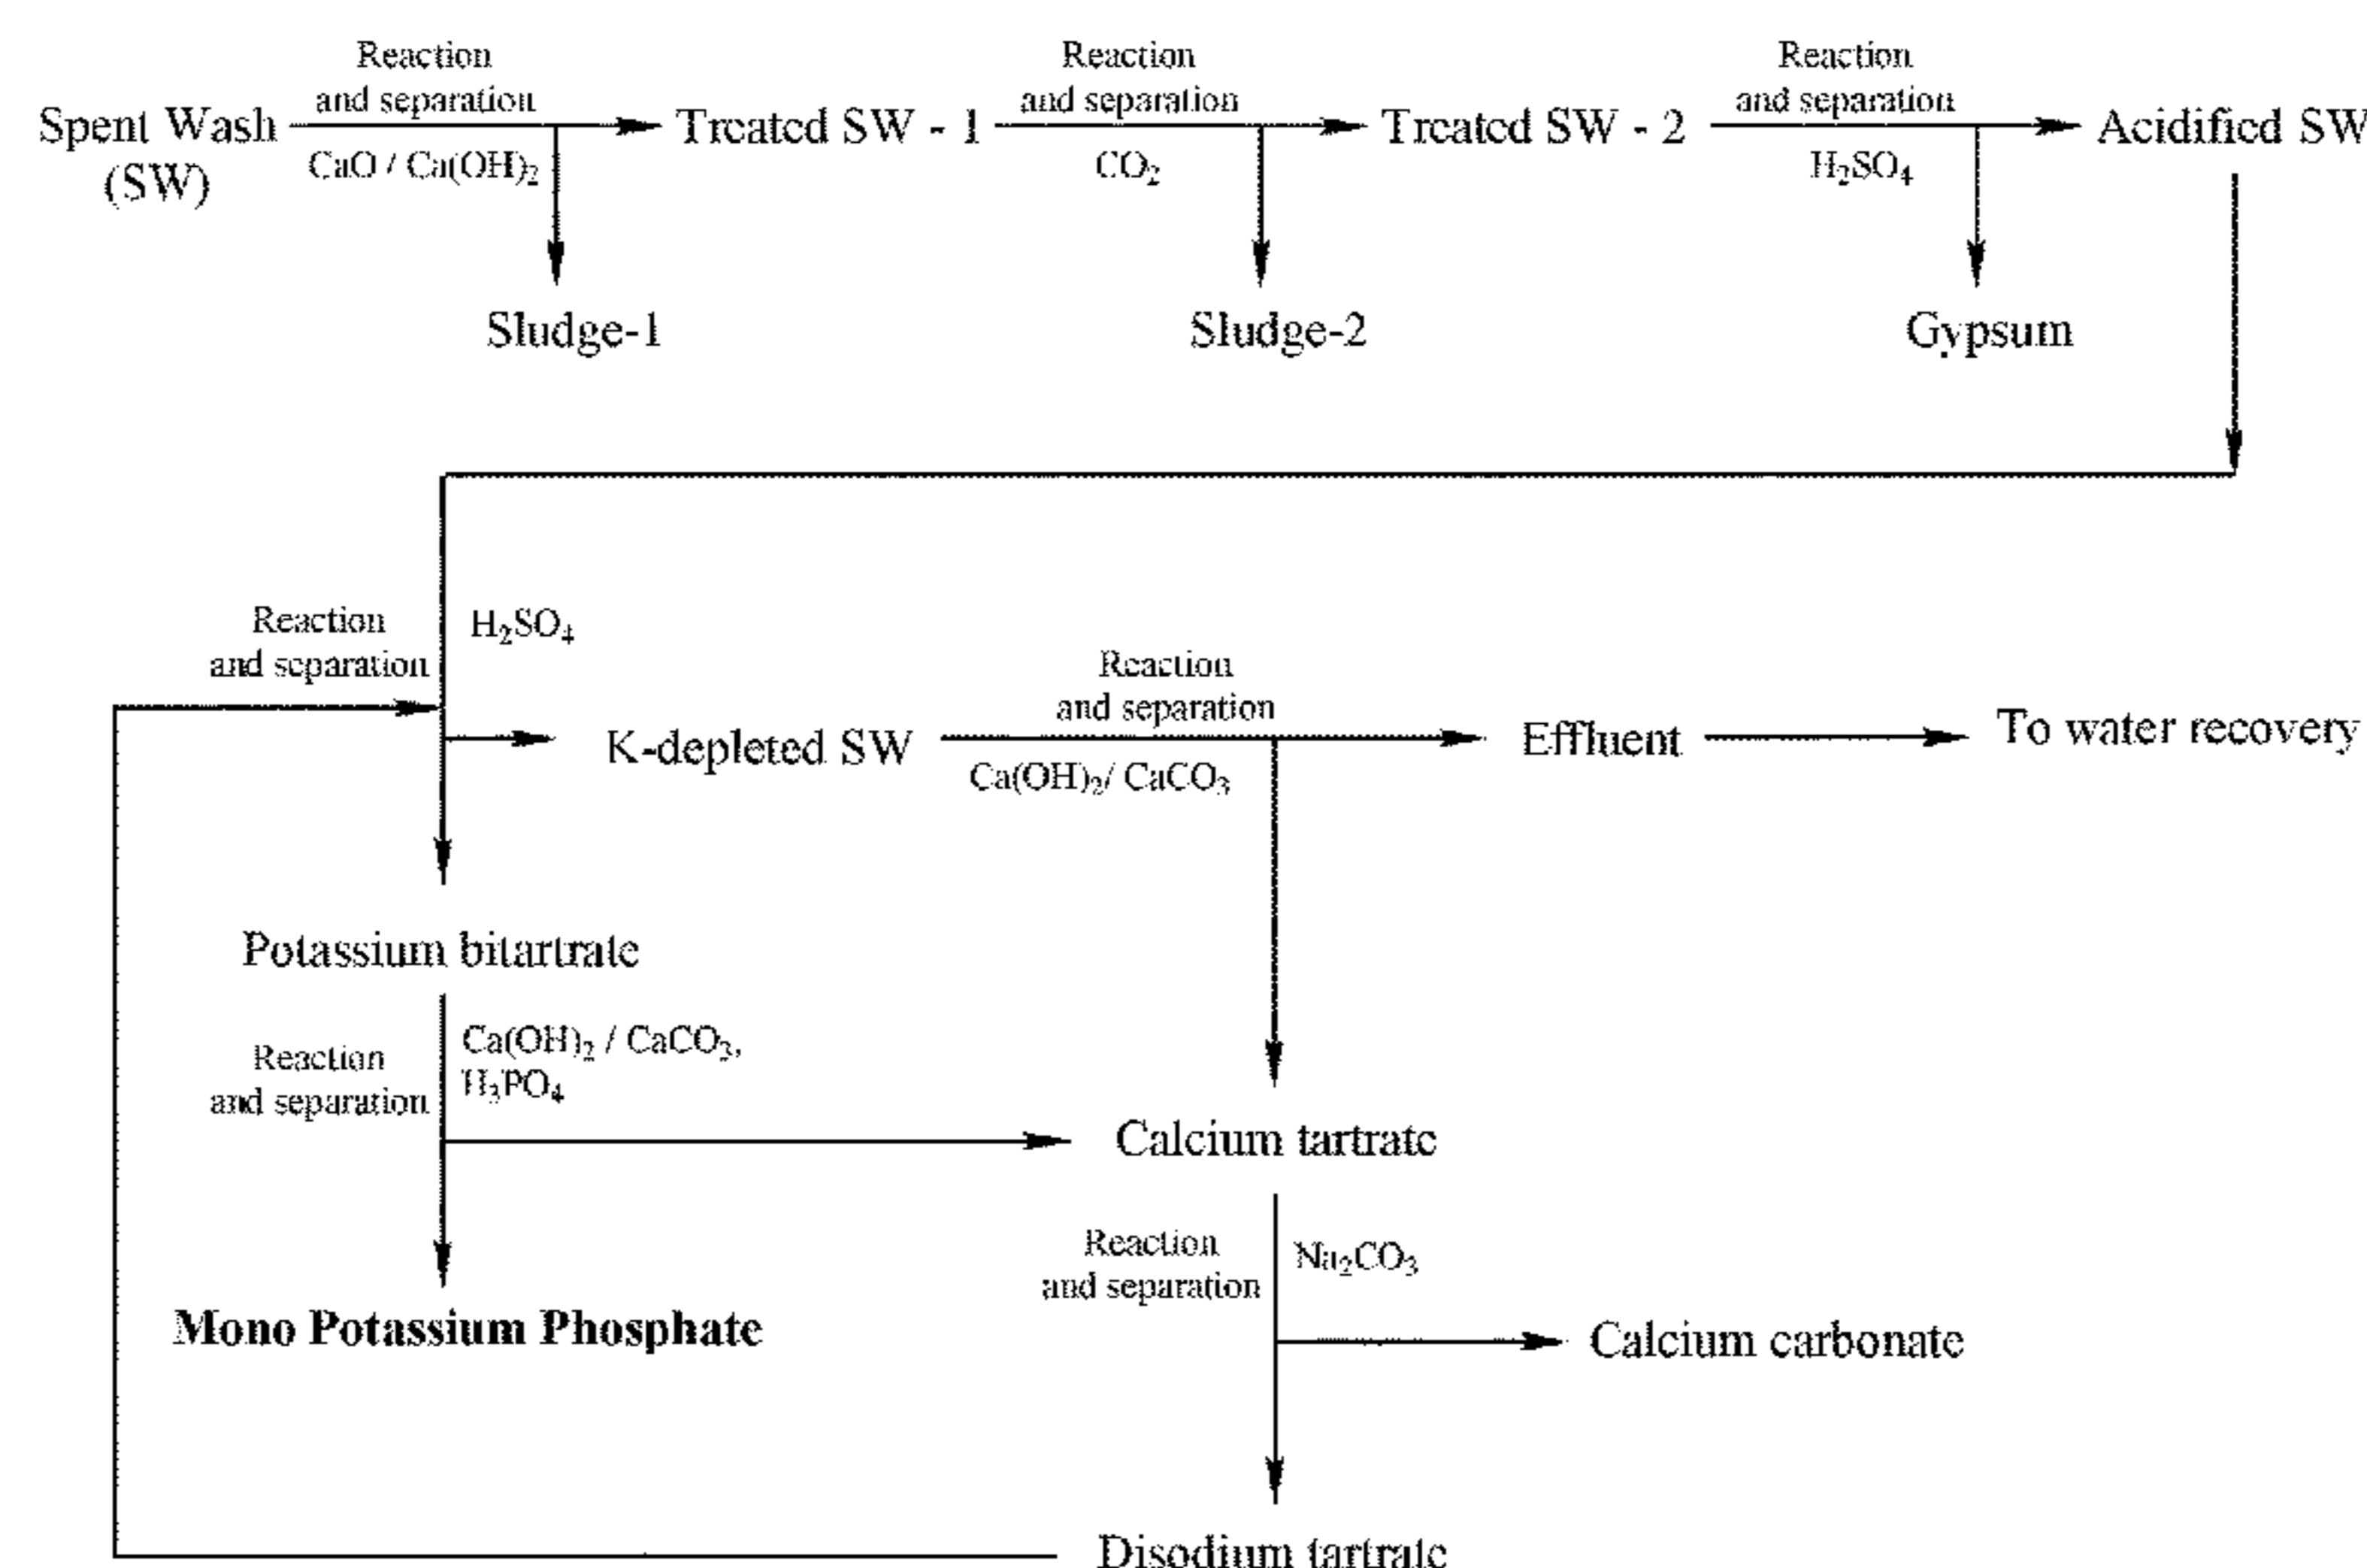 Reaction
and separation
Spent Wash
(SW)
CaO / Ca(OH)₂
Treated SW - 1
Reaction
and separation
CO₂
Treated SW - 2
Reaction
and separation
H₂SO₄
Acidified SW
Sludge-1
Sludge-2
Gypsum
Reaction
and separation
H₂SO₄
K-depleted SW
Reaction
and separation
Ca(OH)₂/ CaCO₃
Effluent
To water recovery
Potassium bitartrate
Reaction
and separation
Ca(OH)₂ / CaCO₃,
H₃PO₄
Calcium tartrate
Mono Potassium Phosphate
Reaction
and separation
Na₂CO₃
Calcium carbonate
Disodium tartrate